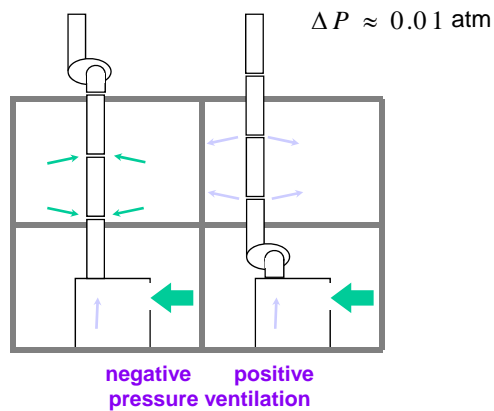 ΔP ≈ 0.01 atm
negative positive
pressure ventilation